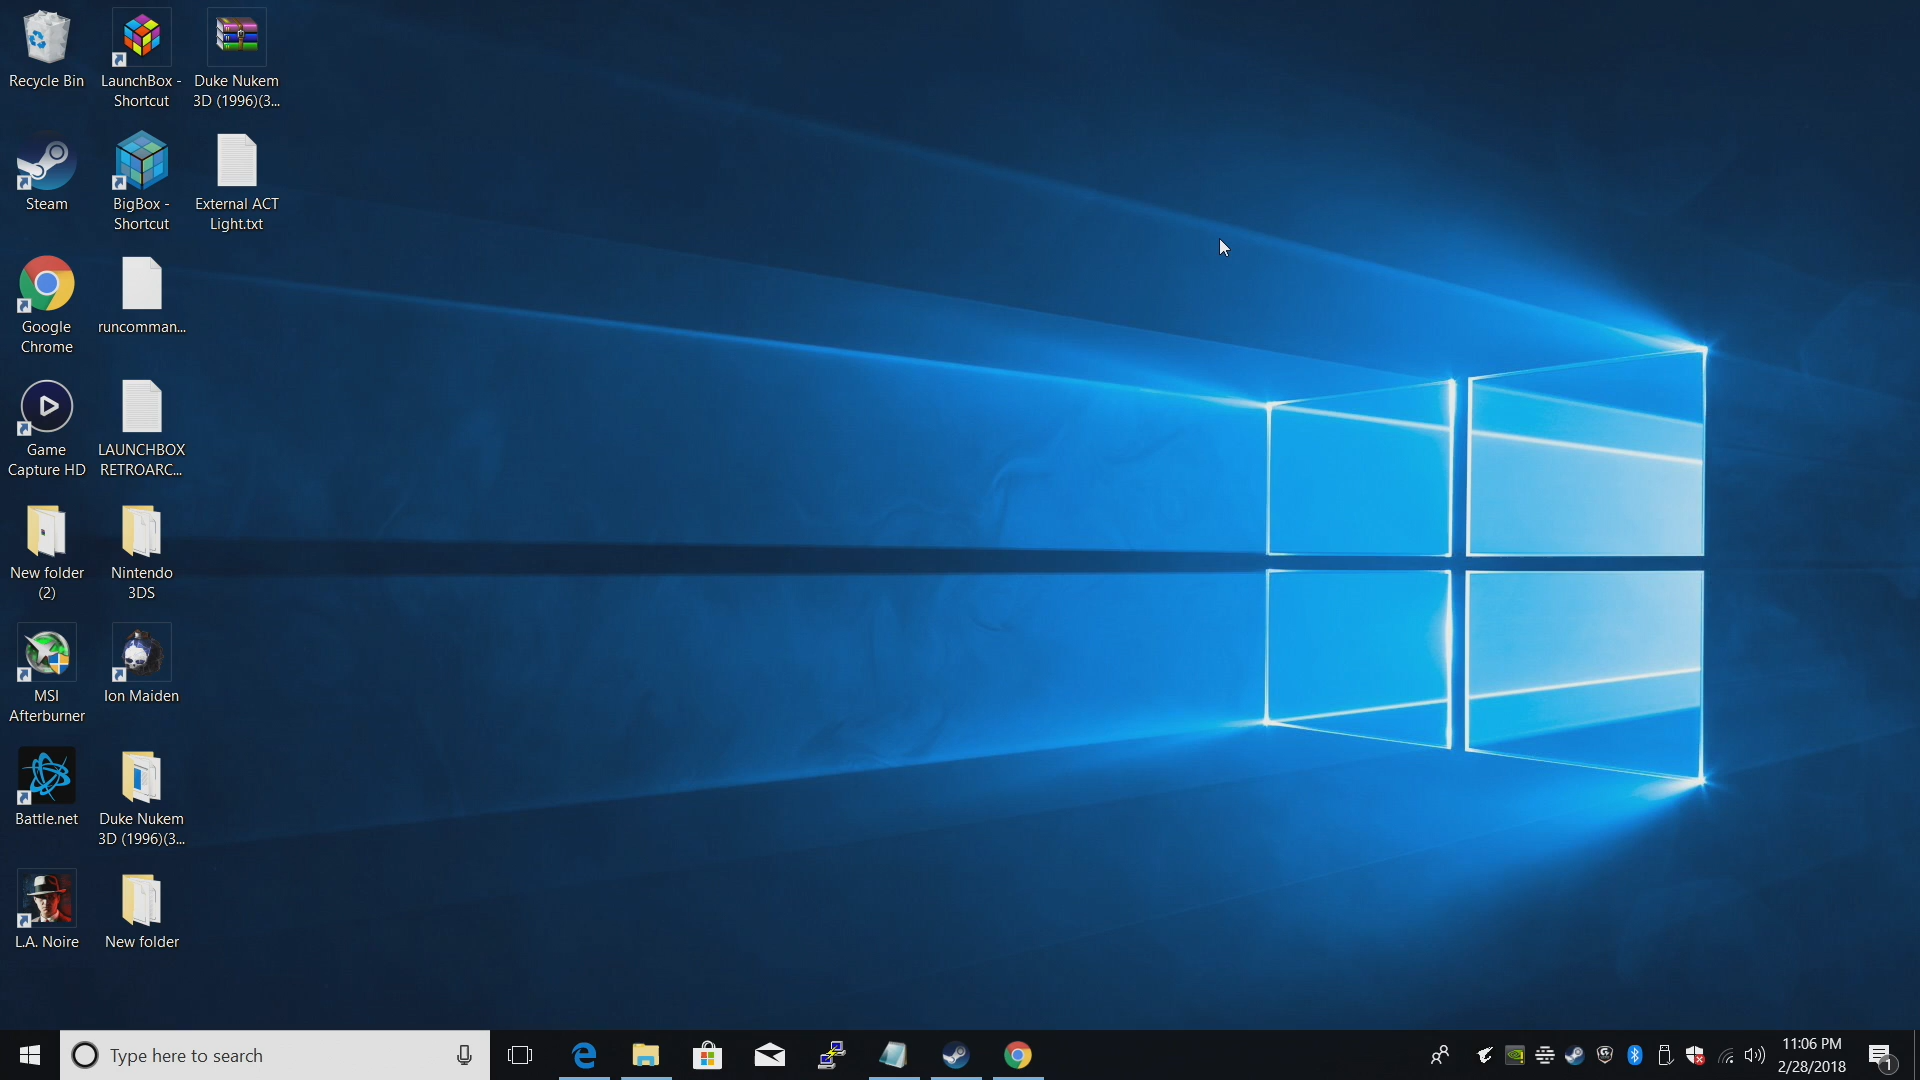 Recycle Bin
LaunchBox -
Shortcut
Duke Nukem
3D (1996)(3...
Steam
BigBox -
Shortcut
External ACT
Light.txt
Google
Chrome
runcomman...
Game
Capture HD
LAUNCHBOX
RETROARC...
New folder
(2)
Nintendo
3DS
MSI
Afterburner
Ion Maiden
Battle.net
Duke Nukem
3D (1996)(3...
L.A. Noire
New folder
Type here to search
11:06 PM
2/28/2018
1